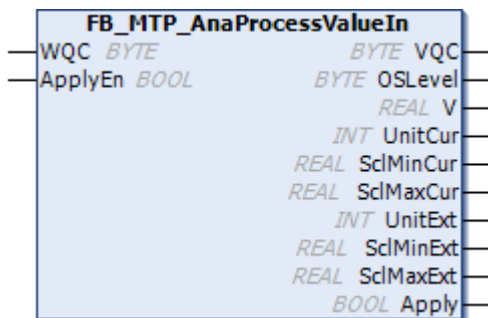 FB_MTP_AnaProcessValueIn
WQC BYTE BYTE VQC
ApplyEn BOOL BYTE OSLevel
REAL V
INT UnitCur
REAL SclMinCur
REAL SclMaxCur
INT UnitExt
REAL SclMinExt
REAL SclMaxExt
BOOL Apply